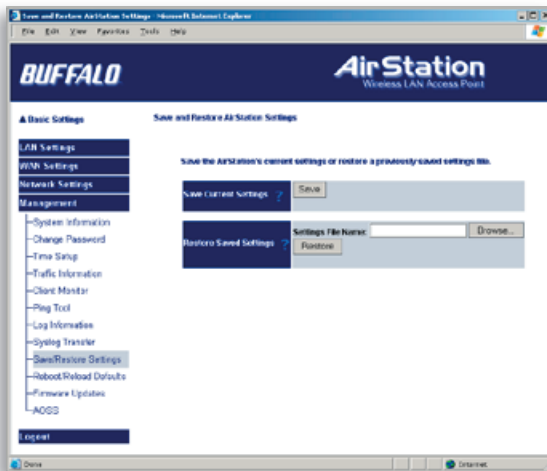 Save and Restore AirStation Settings - Microsoft Internet Explorer
File Edit View Favorites Tools Help
BUFFALO
AirStation
Wireless LAN Access Point
Basic Settings
Save and Restore AirStation Settings
LAN Settings
WAN Settings
Network Settings
Management
System Information
Change Password
Time Setup
Traffic Information
Client Monitor
Ping Tool
Log Information
Syslog Transfer
Save/Restore Settings
Reboot/Reload Defaults
Firmware Updates
AOSS
Logout
Save the AirStation's current settings or restore a previously-saved settings file.
Save Current Settings ? Save
Restore Saved Settings ? Settings File Name: Browse...
Restore
Done Internet